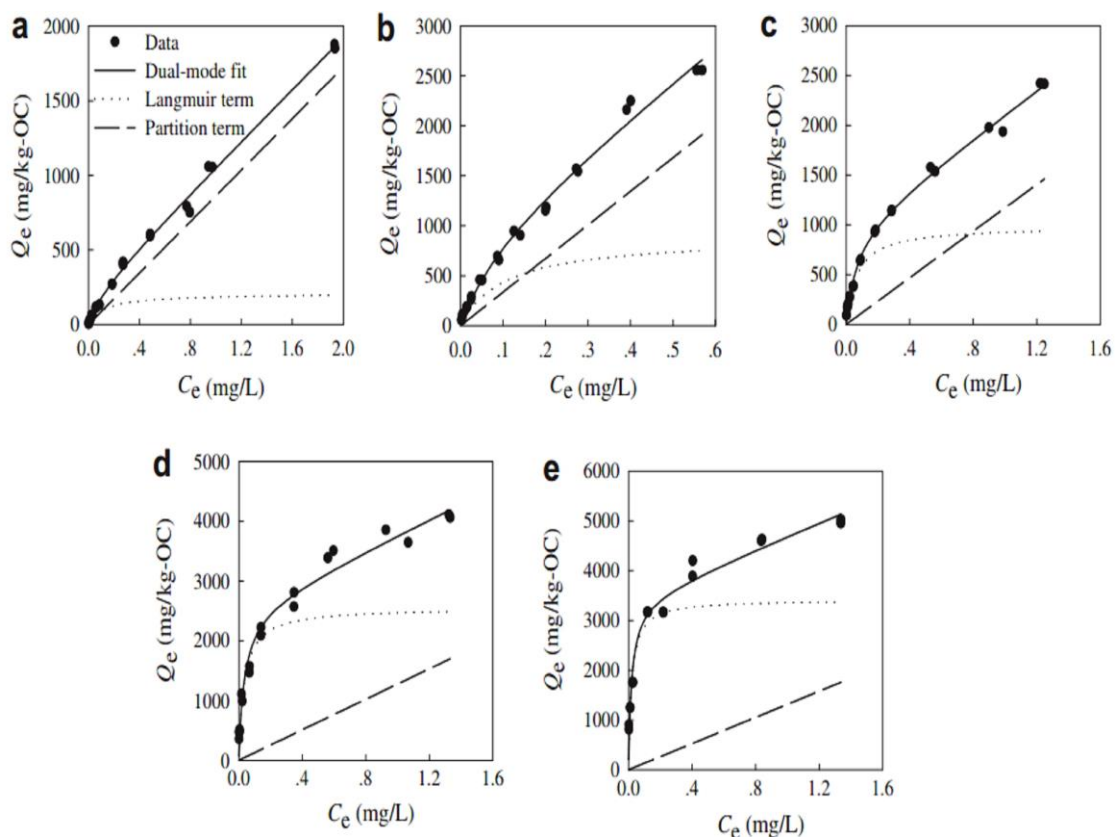 a
2000
1500
1000
500
0
Qe (mg/kg-OC)
Data
Dual-mode fit
Langmuir term
Partition term
0.0 .4 .8 1.2 1.6 2.0
Ce (mg/L)
b
3000
2500
2000
1500
1000
500
0
Qe (mg/kg-OC)
0.0 .1 .2 .3 .4 .5 .6
Ce (mg/L)
c
3000
2500
2000
1500
1000
500
0
Qe (mg/kg-OC)
0.0 .4 .8 1.2 1.6
Ce (mg/L)
d
5000
4000
3000
2000
1000
0
Qe (mg/kg-OC)
0.0 .4 .8 1.2 1.6
Ce (mg/L)
e
6000
5000
4000
3000
2000
1000
0
Qe (mg/kg-OC)
0.0 .4 .8 1.2 1.6
Ce (mg/L)